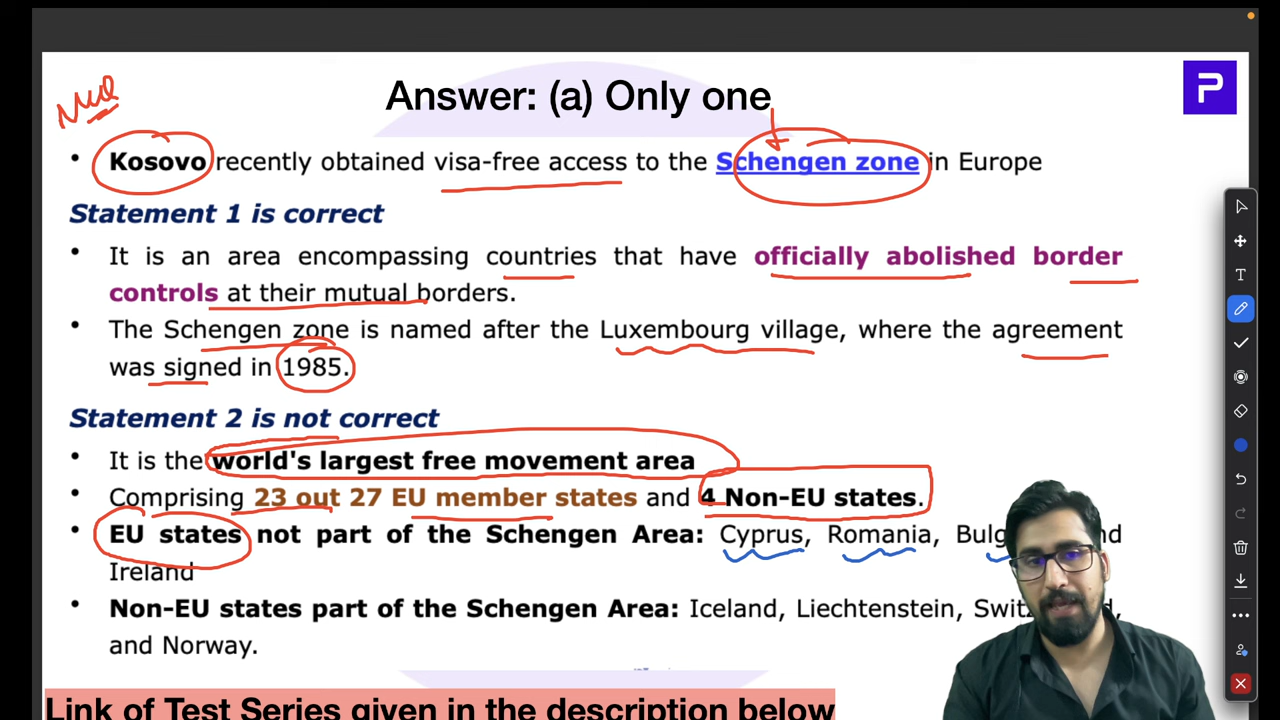 P
Answer: (a) Only one
• Kosovo recently obtained visa-free access to the Schengen zone in Europe
Statement 1 is correct
• It is an area encompassing countries that have officially abolished border
controls at their mutual borders.
• The Schengen zone is named after the Luxembourg village, where the agreement
was signed in 1985.
Statement 2 is not correct
• It is the world's largest free movement area
• Comprising 23 out 27 EU member states and 4 Non-EU states.
• EU states not part of the Schengen Area: Cyprus, Romania,
Ireland
• Non-EU states part of the Schengen Area: Iceland, Liechtenstein,
and Norway.
Link of Test Series given in the description below
T